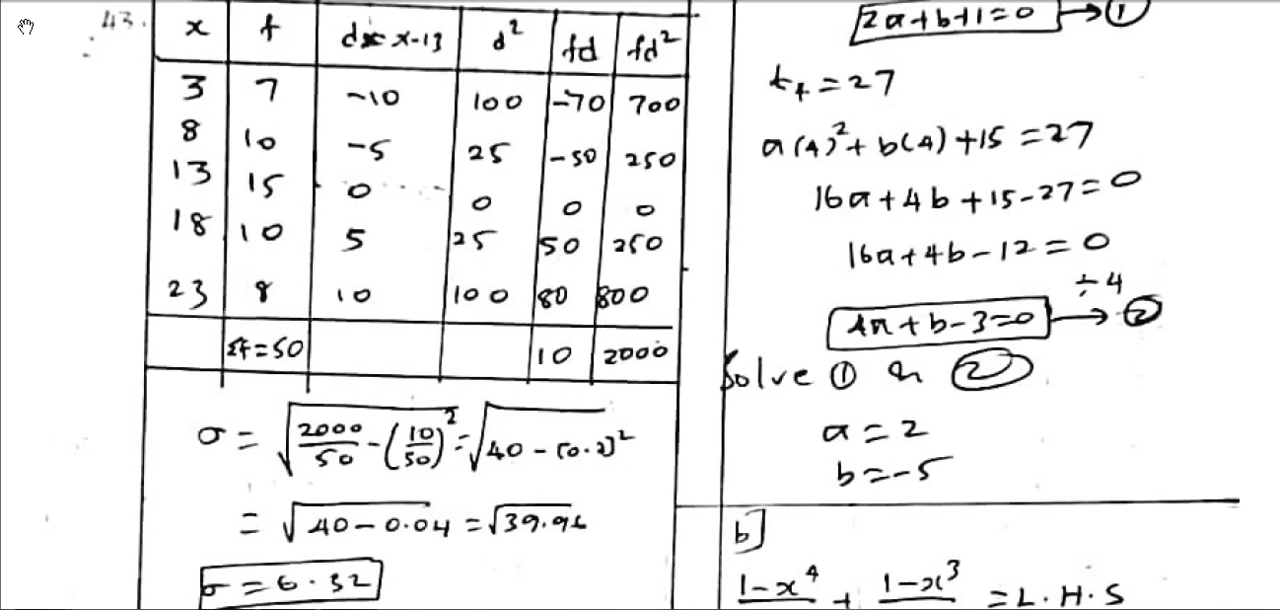 43.
x f d = x-13 d² fd fd²
3 7 -10 100 -70 700
8 10 -5 25 -50 250
13 15 0 0 0 0
18 10 5 25 50 250
23 8 10 100 80 800
Σf=50 10 2000
σ = √(2000/50 - (10/50)²) = √(40 - (0.2)²
= √(40-0.04) = √39.96
σ = 6.32
2a+b+1=0 → ①
t₄ = 27
a(4)²+b(4)+15=27
16a+4b+15-27=0
16a+4b-12=0
÷4
4a+b-3=0 → ②
Solve ① & ②
a = 2
b = -5
b]
1-x⁴ + 1-x³ = L.H.S